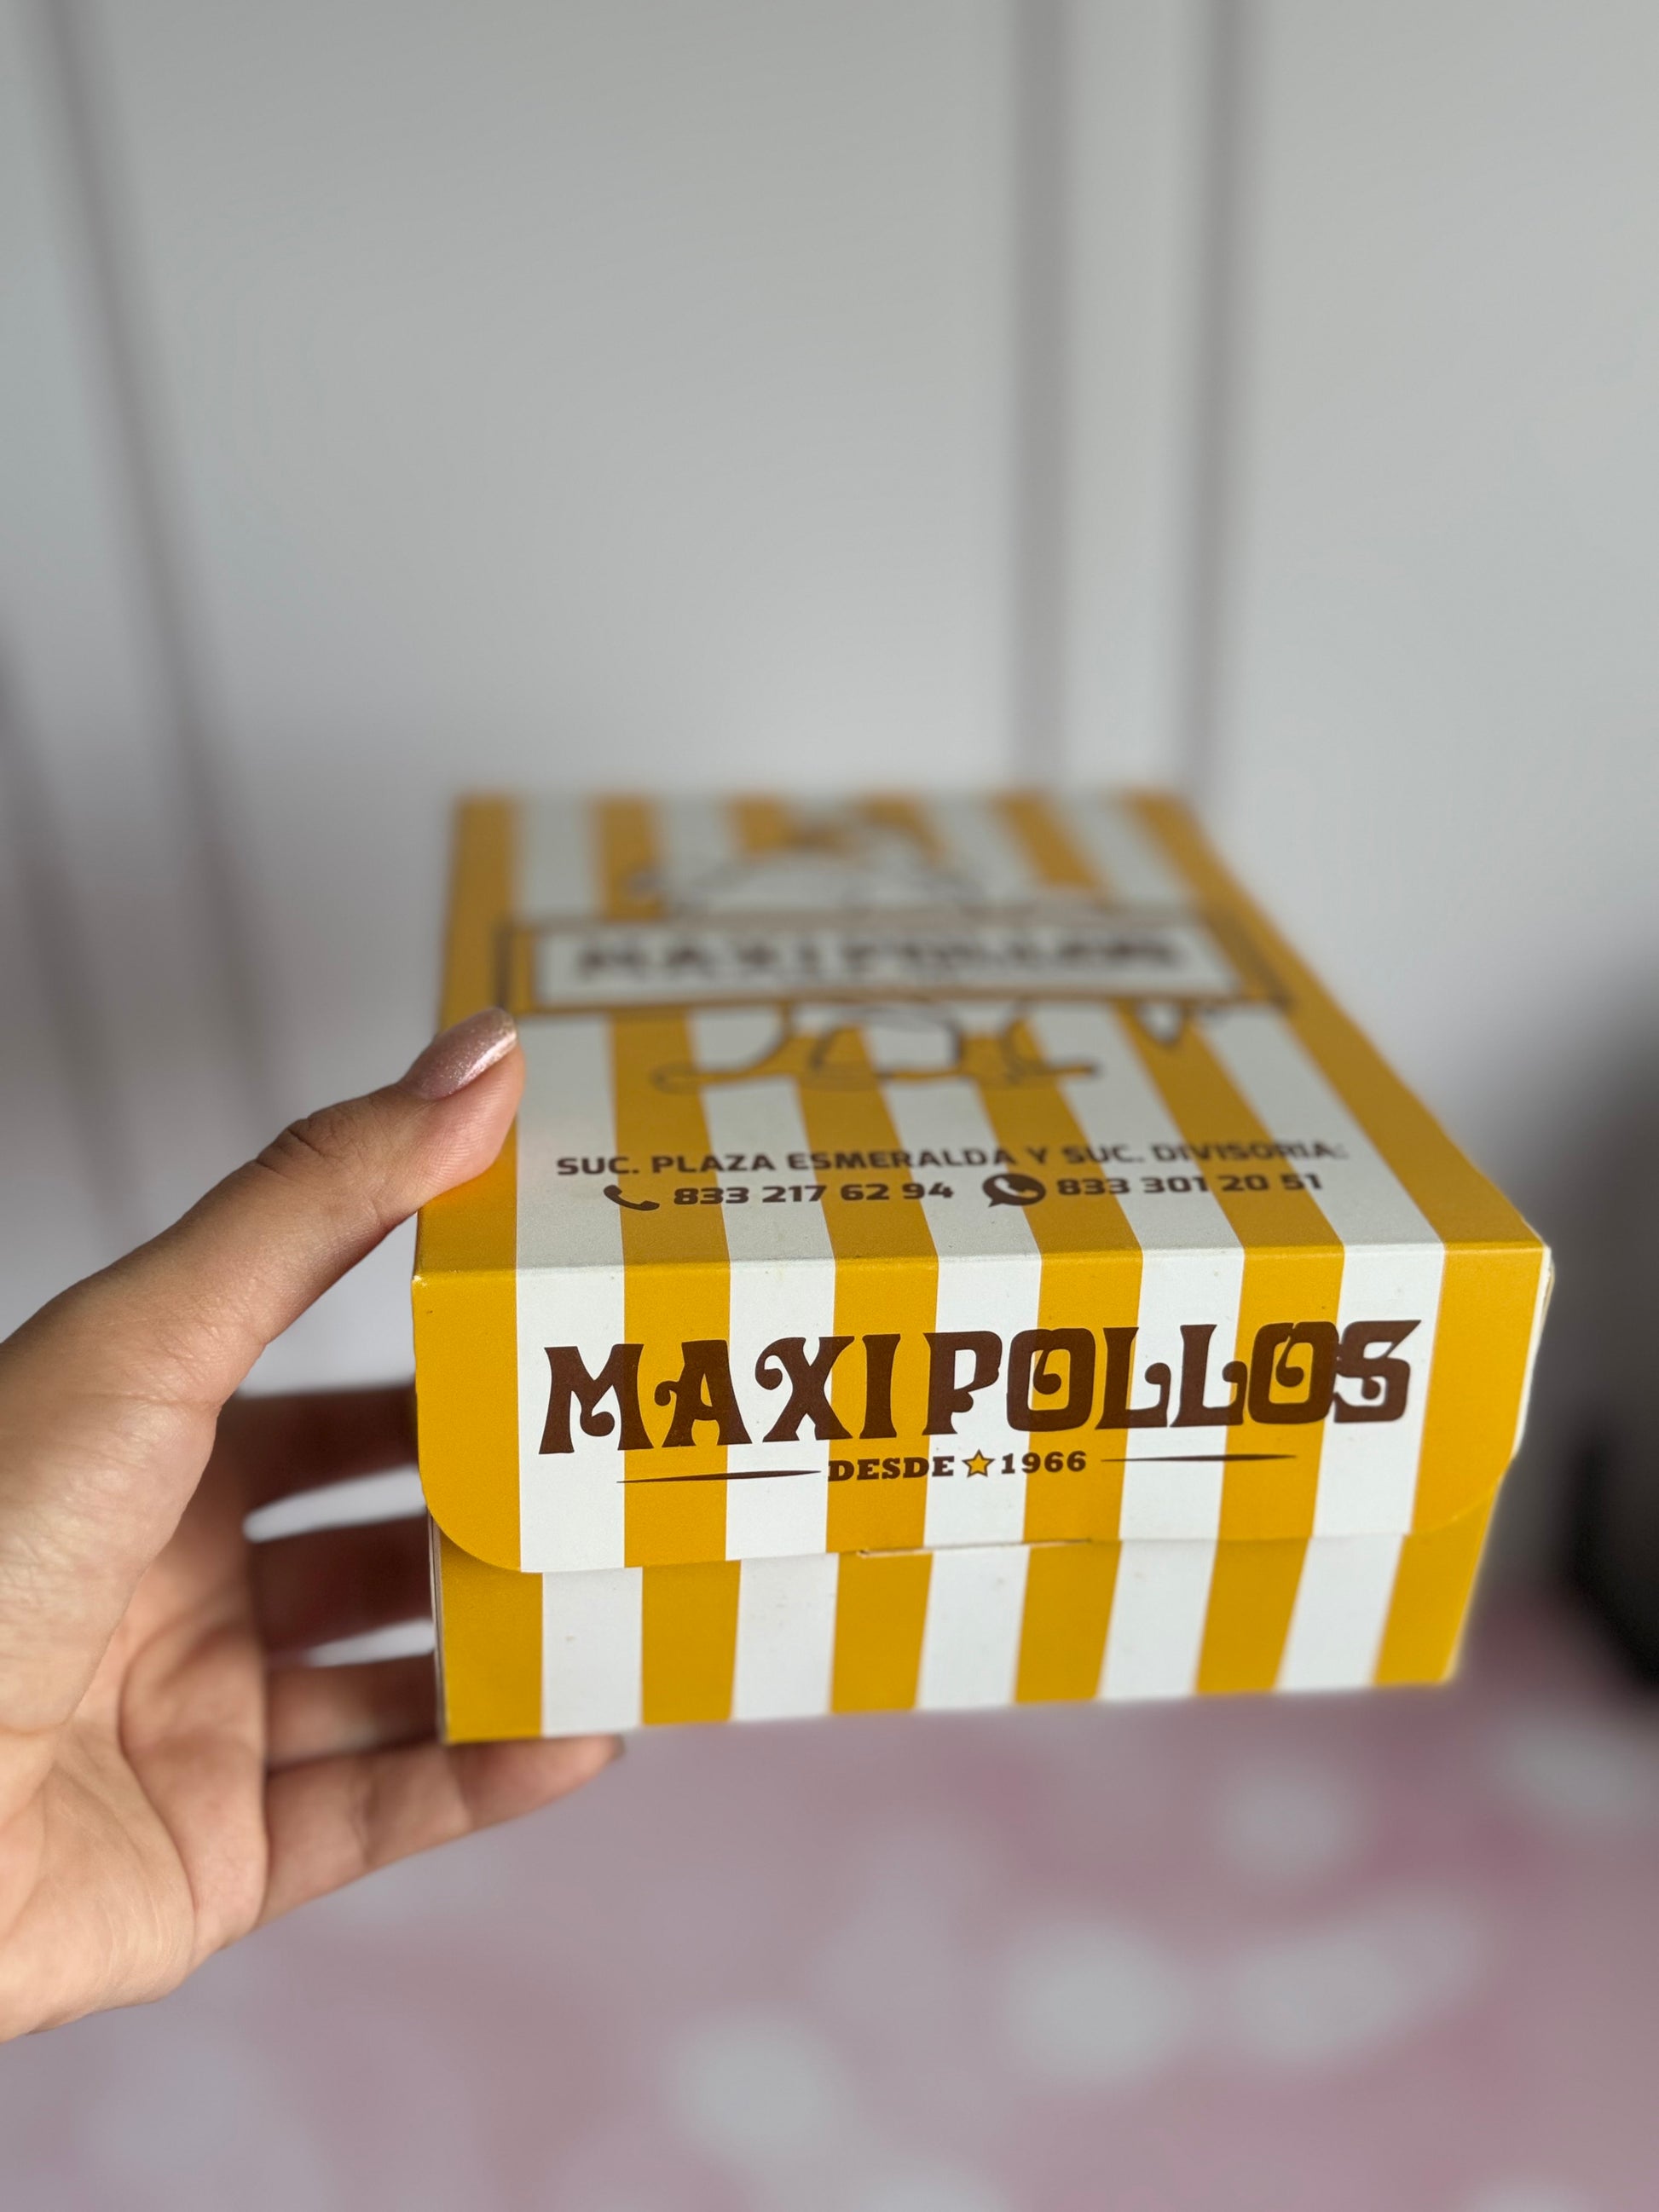 MAXI POLLOS
SUC. PLAZA ESMERALDA Y SUC. DIVISORIA:
833 217 62 94 833 301 20 51
MAXI POLLOS
DESDE 1966